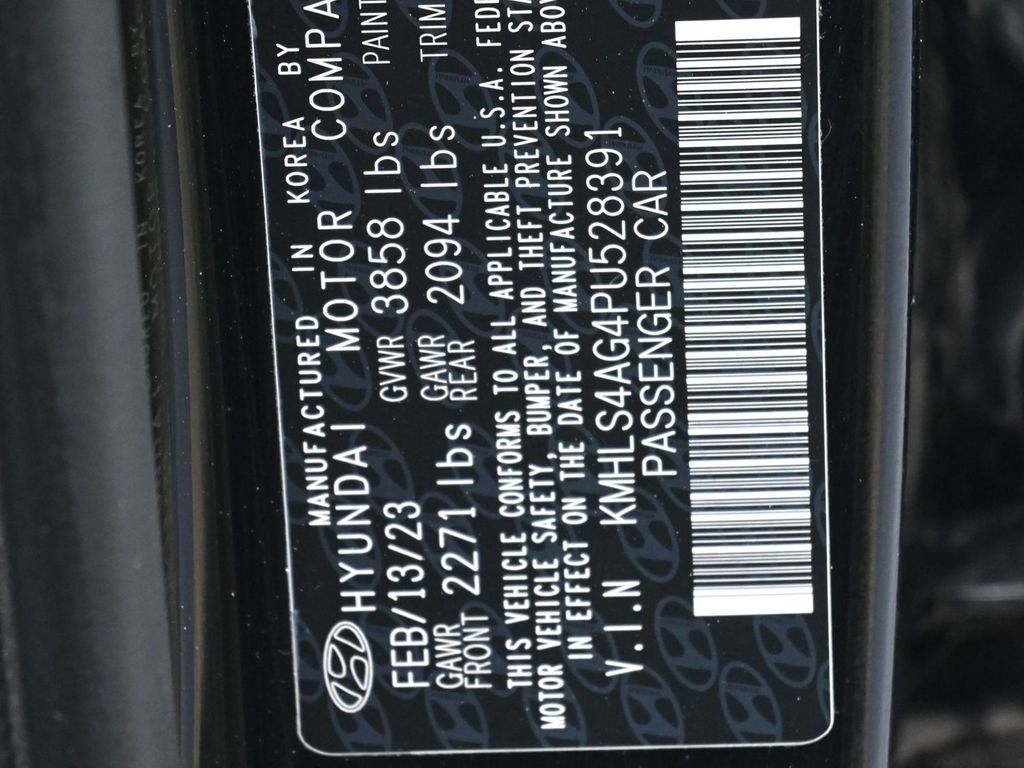 MANUFACTURED IN KOREA BY
HYUNDAI MOTOR COMPA
FEB/13/23 GVWR 3858 lbs PAINT
GAWR FRONT 2271 lbs GAWR REAR 2094 lbs TRIM
THIS VEHICLE CONFORMS TO ALL APPLICABLE U.S.A. FEDE
MOTOR VEHICLE SAFETY, BUMPER, AND THEFT PREVENTION STA
IN EFFECT ON THE DATE OF MANUFACTURE SHOWN ABOV
V.I.N KMHLS4AG4PU528391
PASSENGER CAR